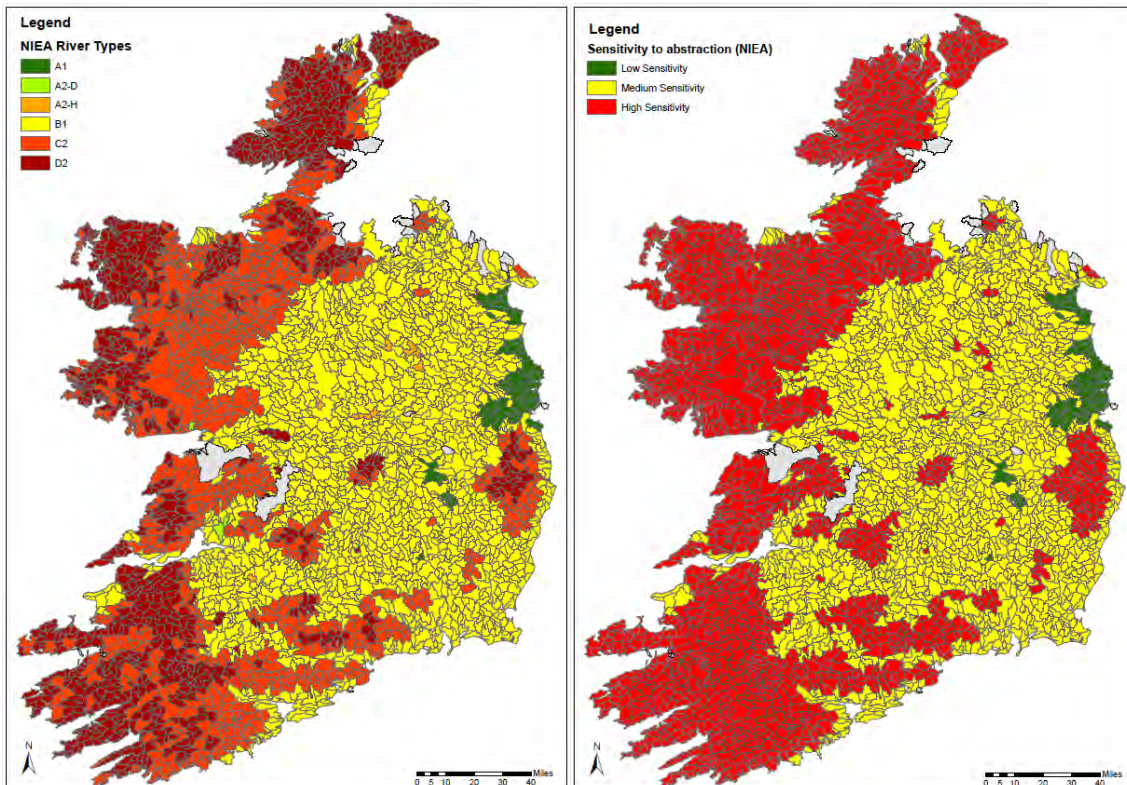 Legend
NIEA River Types
A1
A2-D
A2-H
B1
C2
D2
N
Miles
0 5 10 20 30 40
Legend
Sensitivity to abstraction (NIEA)
Low Sensitivity
Medium Sensitivity
High Sensitivity
N
Miles
0 5 10 20 30 40